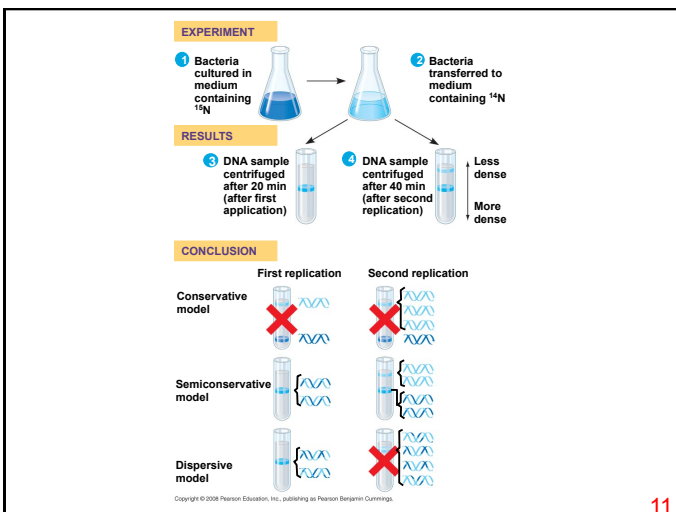 EXPERIMENT
1 Bacteria
cultured in
medium
containing
15N
2 Bacteria
transferred to
medium
containing 14N
RESULTS
3 DNA sample
centrifuged
after 20 min
(after first
application)
4 DNA sample
centrifuged
after 40 min
(after second
replication)
Less
dense
More
dense
CONCLUSION
First replication
Second replication
Conservative
model
Semiconservative
model
Dispersive
model
Copyright © 2008 Pearson Education, Inc., publishing as Pearson Benjamin Cummings.
11